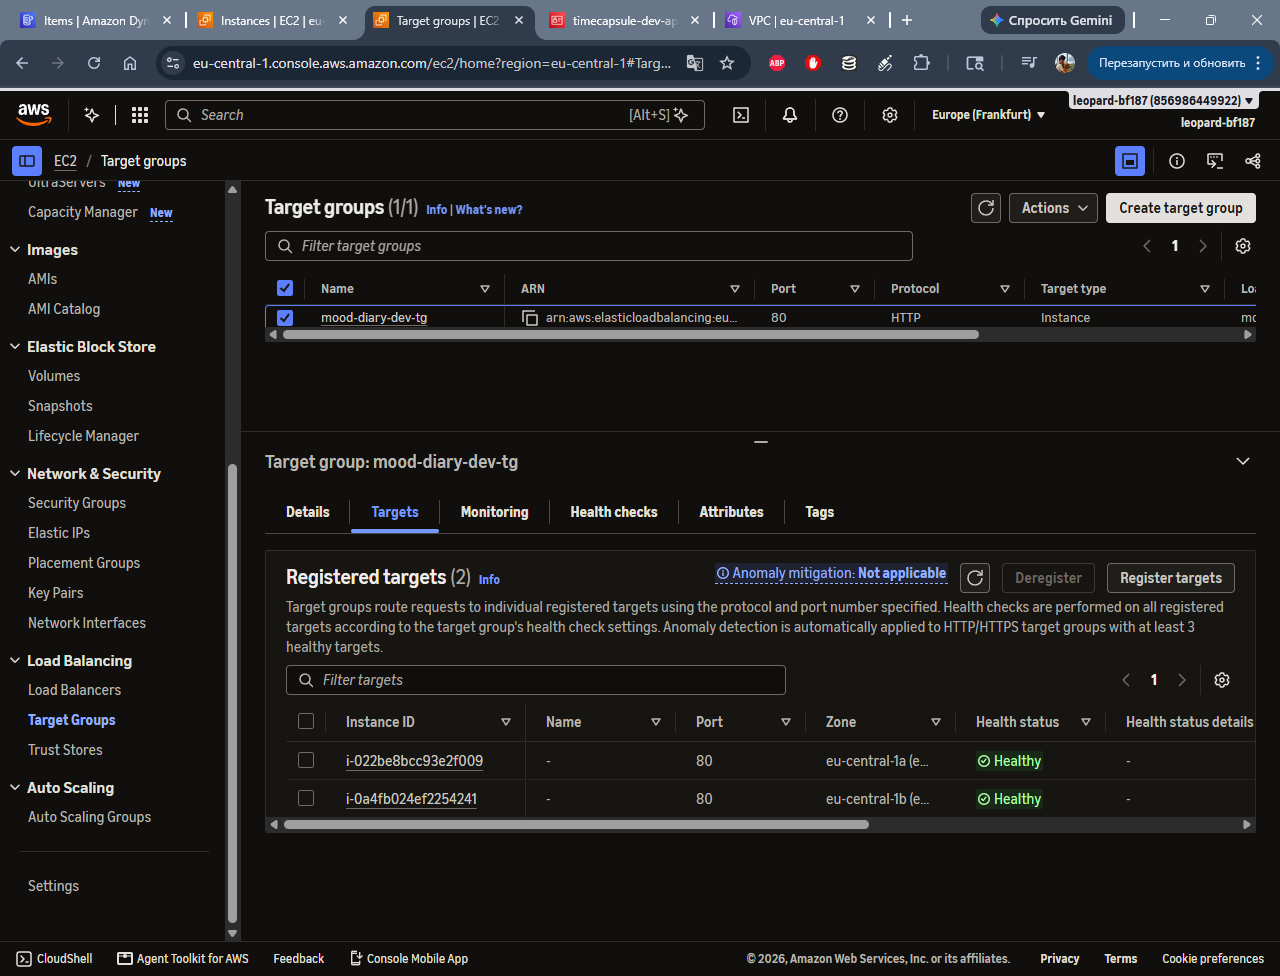 Items | Amazon Dyn
Instances | EC2 | eu-
Target groups | EC2
timecapsule-dev-ap
VPC | eu-central-1
Спросить Gemini
eu-central-1.console.aws.amazon.com/ec2/home?region=eu-central-1#Targ...
ABP
Перезапустить и обновить
aws
Search
[Alt+S]
Europe (Frankfurt)
leopard-bf187 (856986449922)
leopard-bf187
EC2 / Target groups
UltraServers New
Capacity Manager New
Images
AMIs
AMI Catalog
Elastic Block Store
Volumes
Snapshots
Lifecycle Manager
Network & Security
Security Groups
Elastic IPs
Placement Groups
Key Pairs
Network Interfaces
Load Balancing
Load Balancers
Target Groups
Trust Stores
Auto Scaling
Auto Scaling Groups
Settings
Target groups (1/1) Info | What's new?
Actions
Create target group
Filter target groups
1
Name ARN Port Protocol Target type Lo
mood-diary-dev-tg arn:aws:elasticloadbalancing:eu... 80 HTTP Instance mo
Target group: mood-diary-dev-tg
Details Targets Monitoring Health checks Attributes Tags
Registered targets (2) Info
Anomaly mitigation: Not applicable
Deregister
Register targets
Target groups route requests to individual registered targets using the protocol and port number specified. Health checks are performed on all registered
targets according to the target group's health check settings. Anomaly detection is automatically applied to HTTP/HTTPS target groups with at least 3
healthy targets.
Filter targets
1
Instance ID Name Port Zone Health status Health status details
i-022be8bcc93e2f009 - 80 eu-central-1a (e... Healthy -
i-0a4fb024ef2254241 - 80 eu-central-1b (e... Healthy -
CloudShell Agent Toolkit for AWS Feedback Console Mobile App
© 2026, Amazon Web Services, Inc. or its affiliates. Privacy Terms Cookie preferences